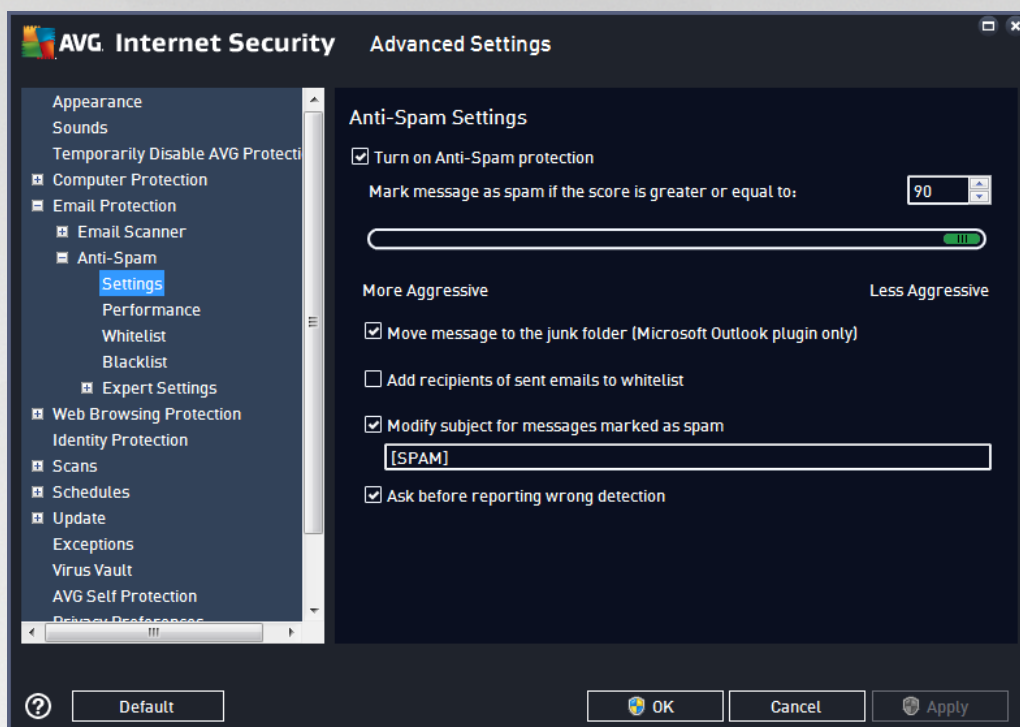 AVG. Internet Security Advanced Settings
Appearance
Sounds
Temporarily Disable AVG Protecti
Computer Protection
Email Protection
Email Scanner
Anti-Spam
Settings
Performance
Whitelist
Blacklist
Expert Settings
Web Browsing Protection
Identity Protection
Scans
Schedules
Update
Exceptions
Virus Vault
AVG Self Protection
Privacy Preferences
Anti-Spam Settings
Turn on Anti-Spam protection
Mark message as spam if the score is greater or equal to: 90
More Aggressive Less Aggressive
Move message to the junk folder (Microsoft Outlook plugin only)
Add recipients of sent emails to whitelist
Modify subject for messages marked as spam
[SPAM]
Ask before reporting wrong detection
? Default OK Cancel Apply